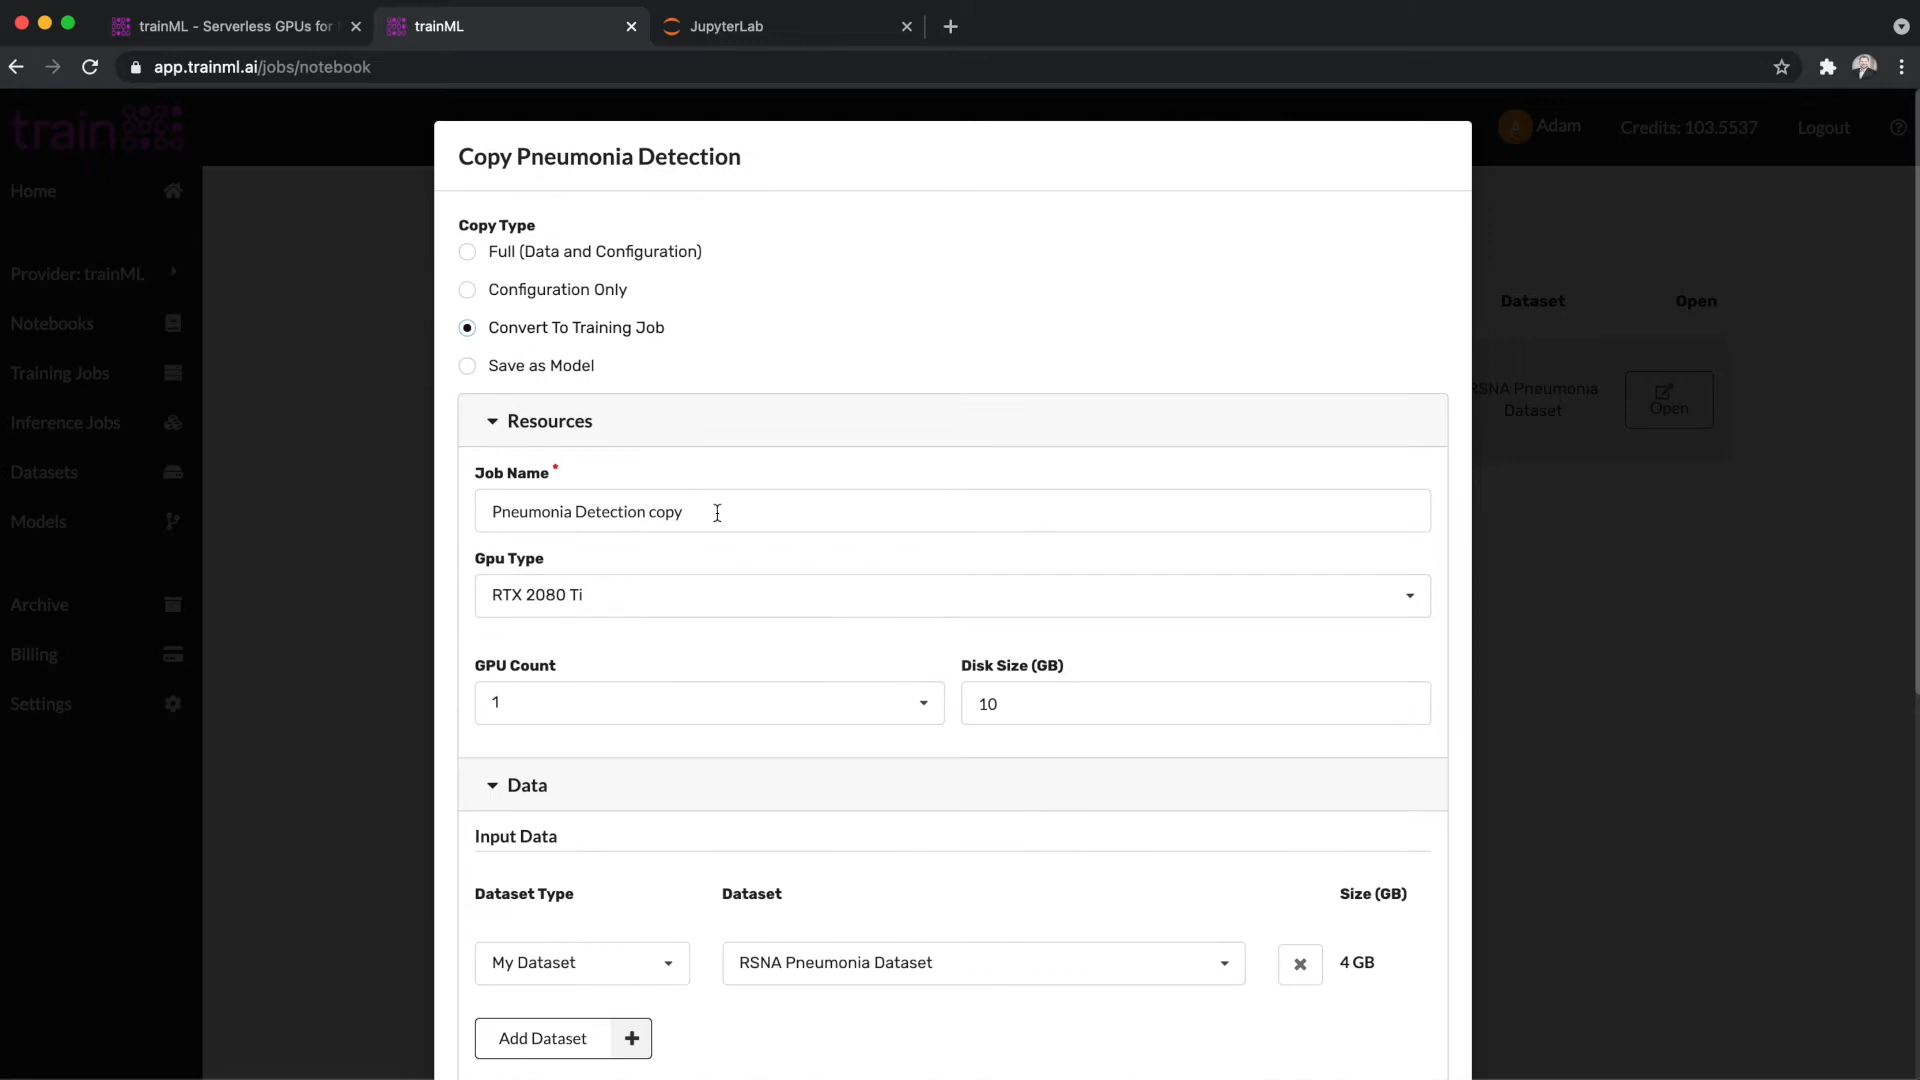 trainML - Serverless GPUs for
trainML
JupyterLab
app.trainml.ai/jobs/notebook
train
Adam
Credits: 103.5537
Logout
Home
Provider: trainML
Notebooks
Training Jobs
Inference Jobs
Datasets
Models
Archive
Billing
Settings
Copy Pneumonia Detection
Copy Type
Full (Data and Configuration)
Configuration Only
Convert To Training Job
Save as Model
Resources
Job Name *
Pneumonia Detection copy
Gpu Type
RTX 2080 Ti
GPU Count
Disk Size (GB)
1
10
Data
Input Data
Dataset Type
Dataset
Size (GB)
My Dataset
RSNA Pneumonia Dataset
4 GB
Add Dataset
Dataset
Open
RSNA Pneumonia
Dataset
Open